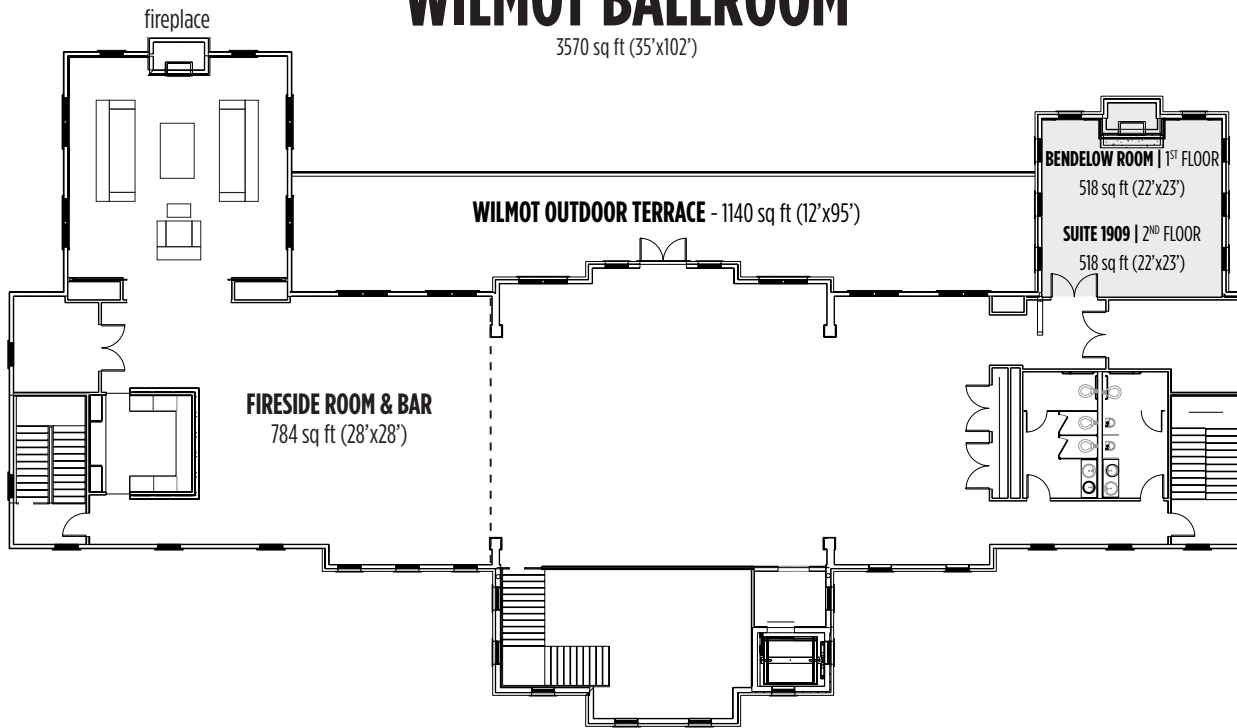 WILMOT BALLROOM
3570 sq ft (35’x102’)
fireplace
BENDELOW ROOM | 1ST FLOOR
518 sq ft (22’x23’)
SUITE 1909 | 2ND FLOOR
518 sq ft (22’x23’)
WILMOT OUTDOOR TERRACE - 1140 sq ft (12’x95’)
FIRESIDE ROOM & BAR
784 sq ft (28’x28’)